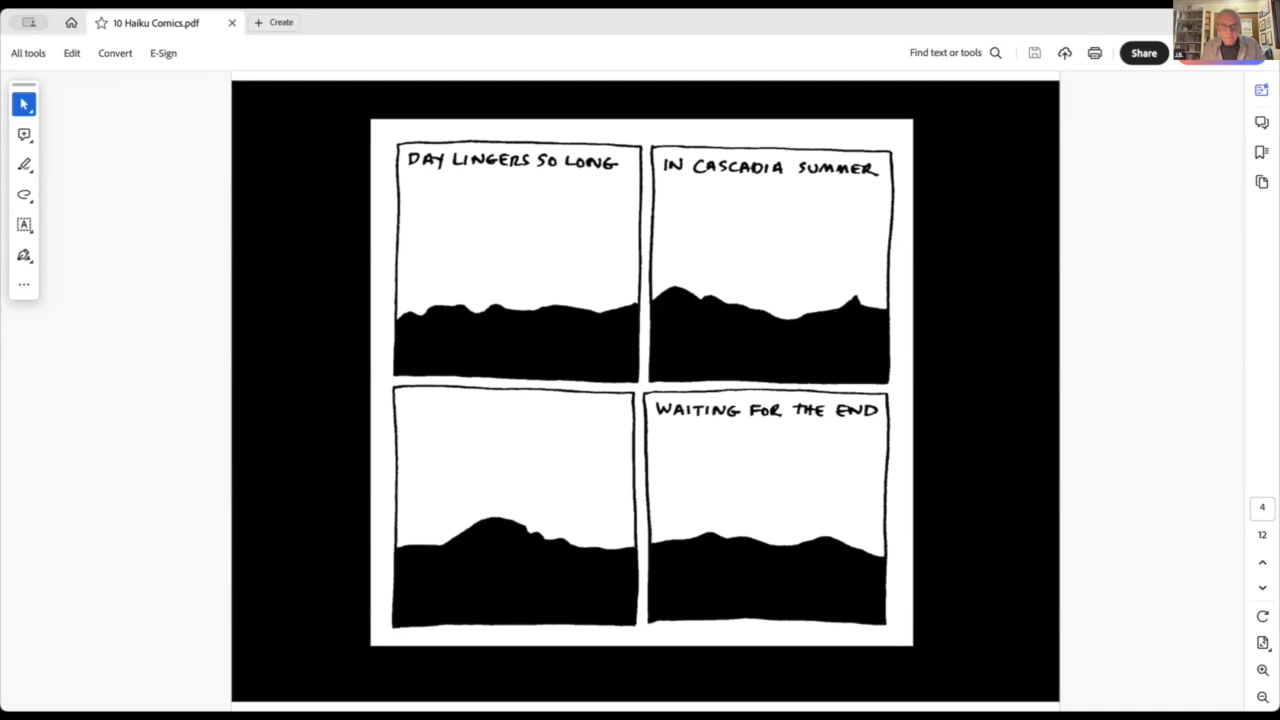 10 Haiku Comics.pdf
Create
All tools
Edit
Convert
E-Sign
Find text or tools
Share
DAY LINGERS SO LONG
IN CASCADIA SUMMER
WAITING FOR THE END
4
12